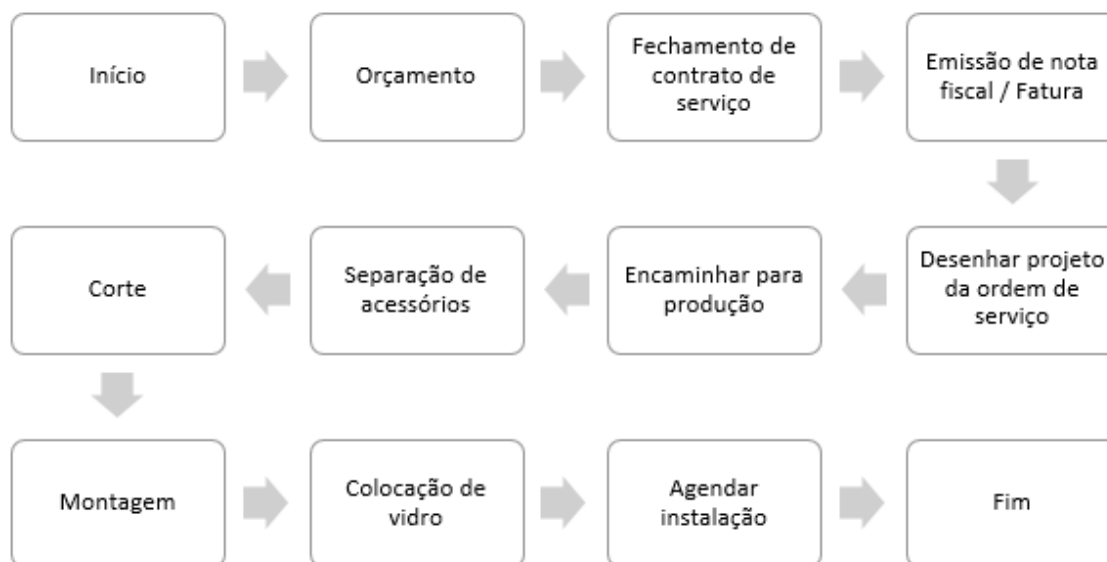 Início
Orçamento
Fechamento de
contrato de
serviço
Emissão de nota
fiscal / Fatura
Desenhar projeto
da ordem de
serviço
Encaminhar para
produção
Separação de
acessórios
Corte
Montagem
Colocação de
vidro
Agendar
instalação
Fim